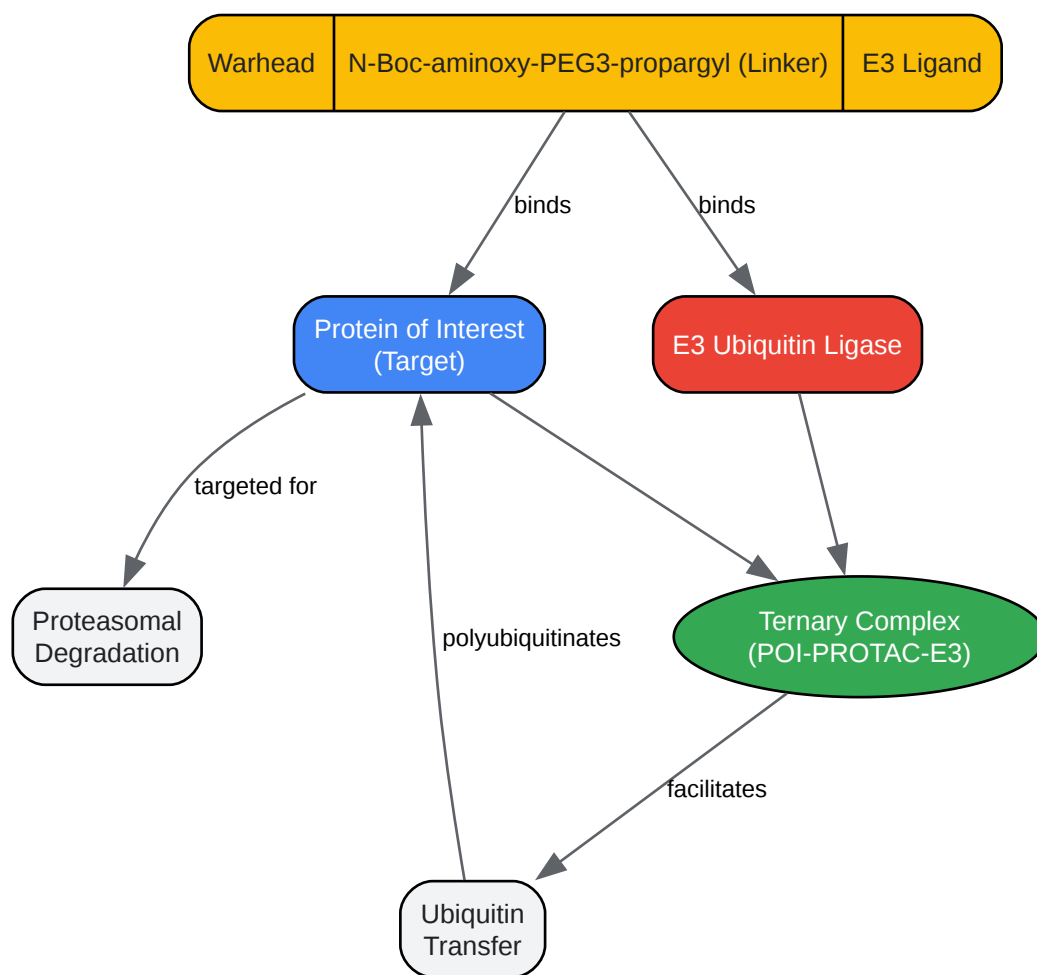 Warhead
N-Boc-aminoxy-PEG3-propargyl (Linker)
E3 Ligand
binds
binds
Protein of Interest
(Target)
E3 Ubiquitin Ligase
targeted for
Proteasomal
Degradation
polyubiquitinates
Ternary Complex
(POI-PROTAC-E3)
facilitates
Ubiquitin
Transfer